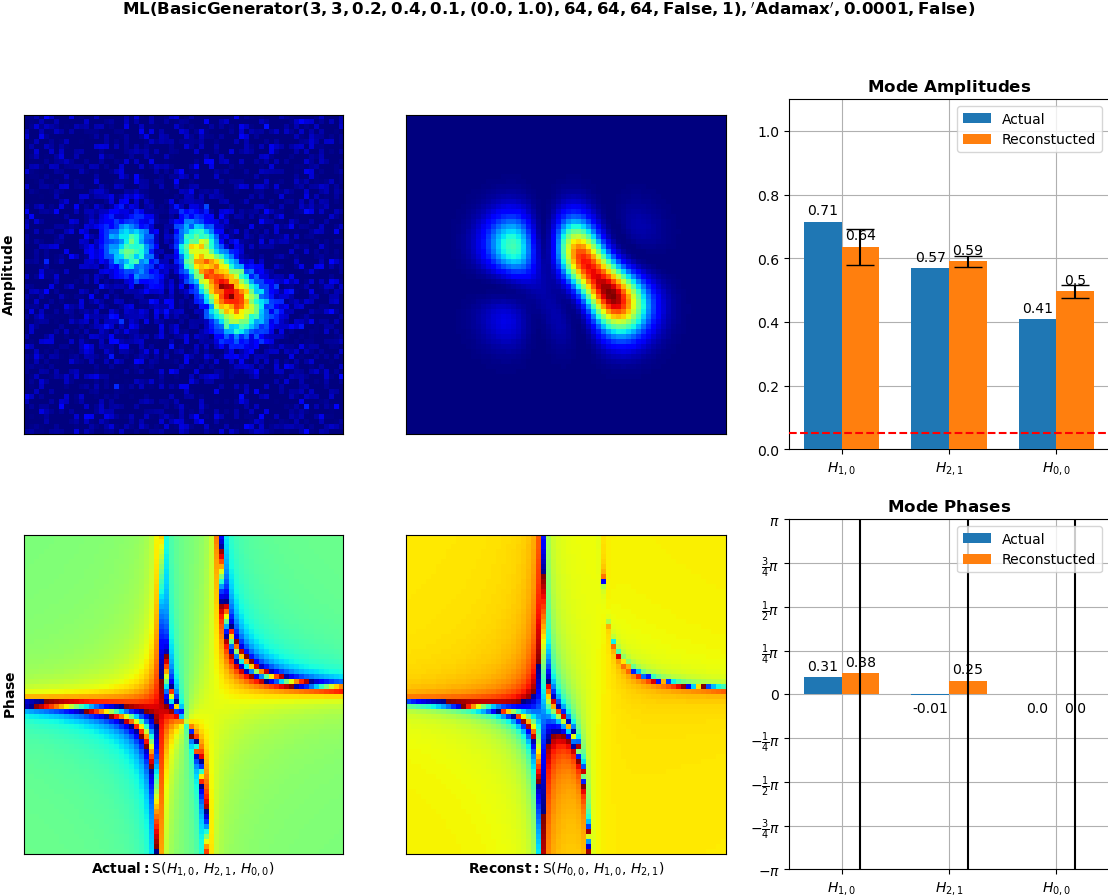 ML(BasicGenerator(3, 3, 0.2, 0.4, 0.1, (0.0, 1.0), 64, 64, 64, False, 1), 'Adamax', 0.0001, False)
Amplitude
Mode Amplitudes
Actual
Reconstucted
1.0
0.8
0.6
0.4
0.2
0.0
0.71
0.64
0.57
0.59
0.41
0.5
H1,0
H2,1
H0,0
Phase
Actual: S(H1,0, H2,1, H0,0)
Reconst: S(H0,0, H1,0, H2,1)
Mode Phases
Actual
Reconstucted
π
3/4π
1/2π
1/4π
0
−1/4π
−1/2π
−3/4π
−π
0.31
0.38
-0.01
0.25
0.0
0.0
H1,0
H2,1
H0,0